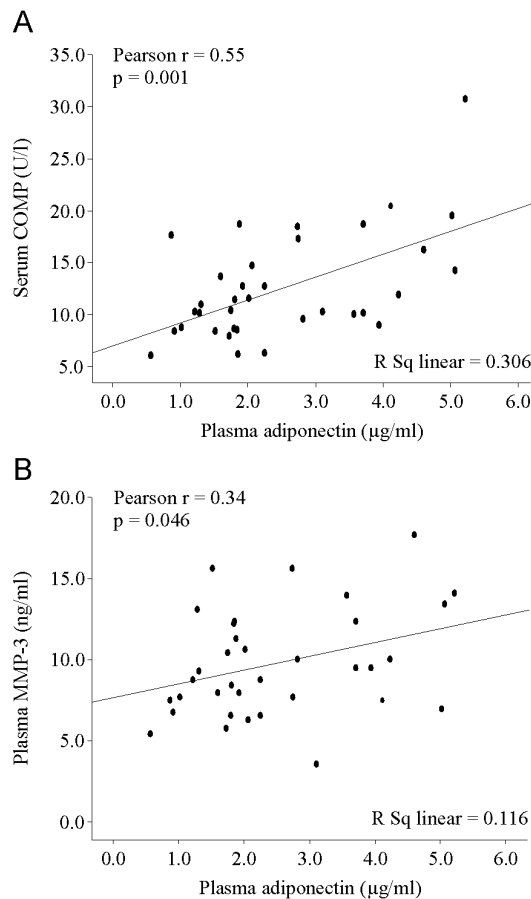 A
Pearson r = 0.55
p = 0.001
35.0
30.0
25.0
20.0
15.0
10.0
5.0
Serum COMP (U/l)
R Sq linear = 0.306
0.0 1.0 2.0 3.0 4.0 5.0 6.0
Plasma adiponectin (µg/ml)
B
Pearson r = 0.34
p = 0.046
20.0
15.0
10.0
5.0
0.0
Plasma MMP-3 (ng/ml)
R Sq linear = 0.116
0.0 1.0 2.0 3.0 4.0 5.0 6.0
Plasma adiponectin (µg/ml)